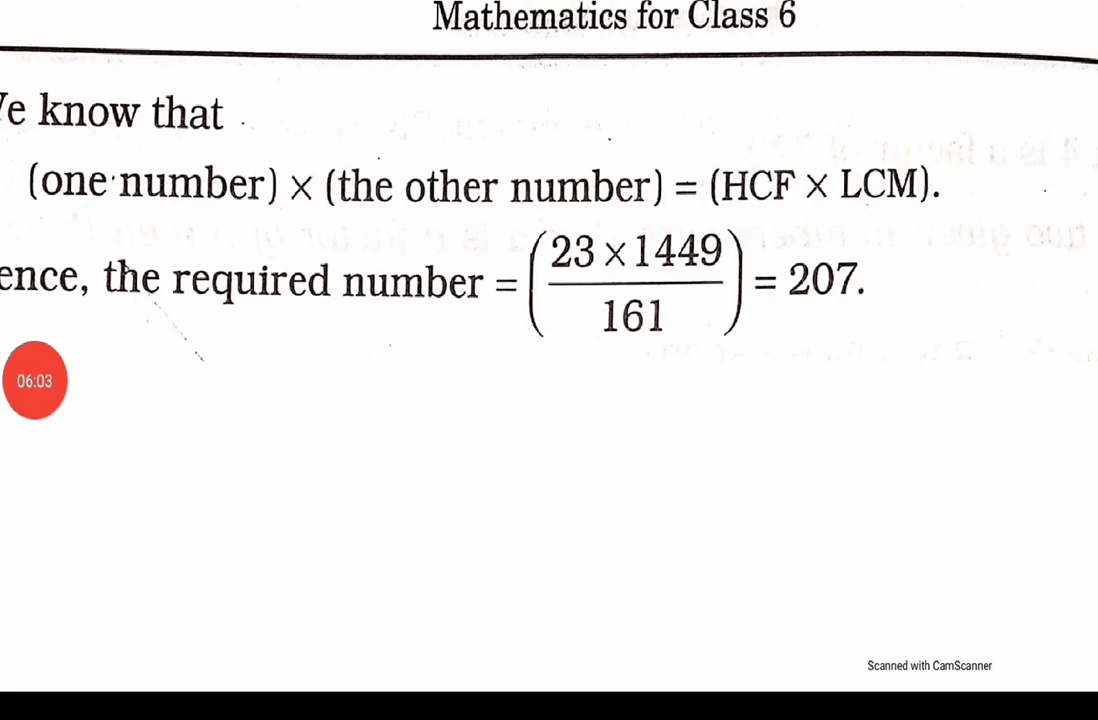 Mathematics for Class 6
We know that
(one number) × (the other number) = (HCF × LCM).
ence, the required number = (23 × 1449 / 161) = 207.
06:03
Scanned with CamScanner